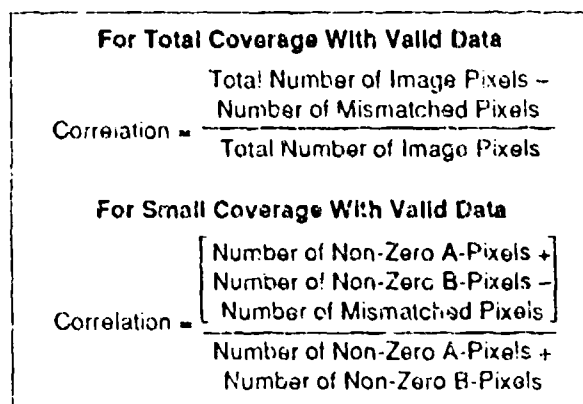 For Total Coverage With Valid Data
Total Number of Image Pixels –
Number of Mismatched Pixels
Correlation =
Total Number of Image Pixels
For Small Coverage With Valid Data
[Number of Non-Zero A-Pixels +
Number of Non-Zero B-Pixels –
Number of Mismatched Pixels]
Correlation =
Number of Non-Zero A-Pixels +
Number of Non-Zero B-Pixels